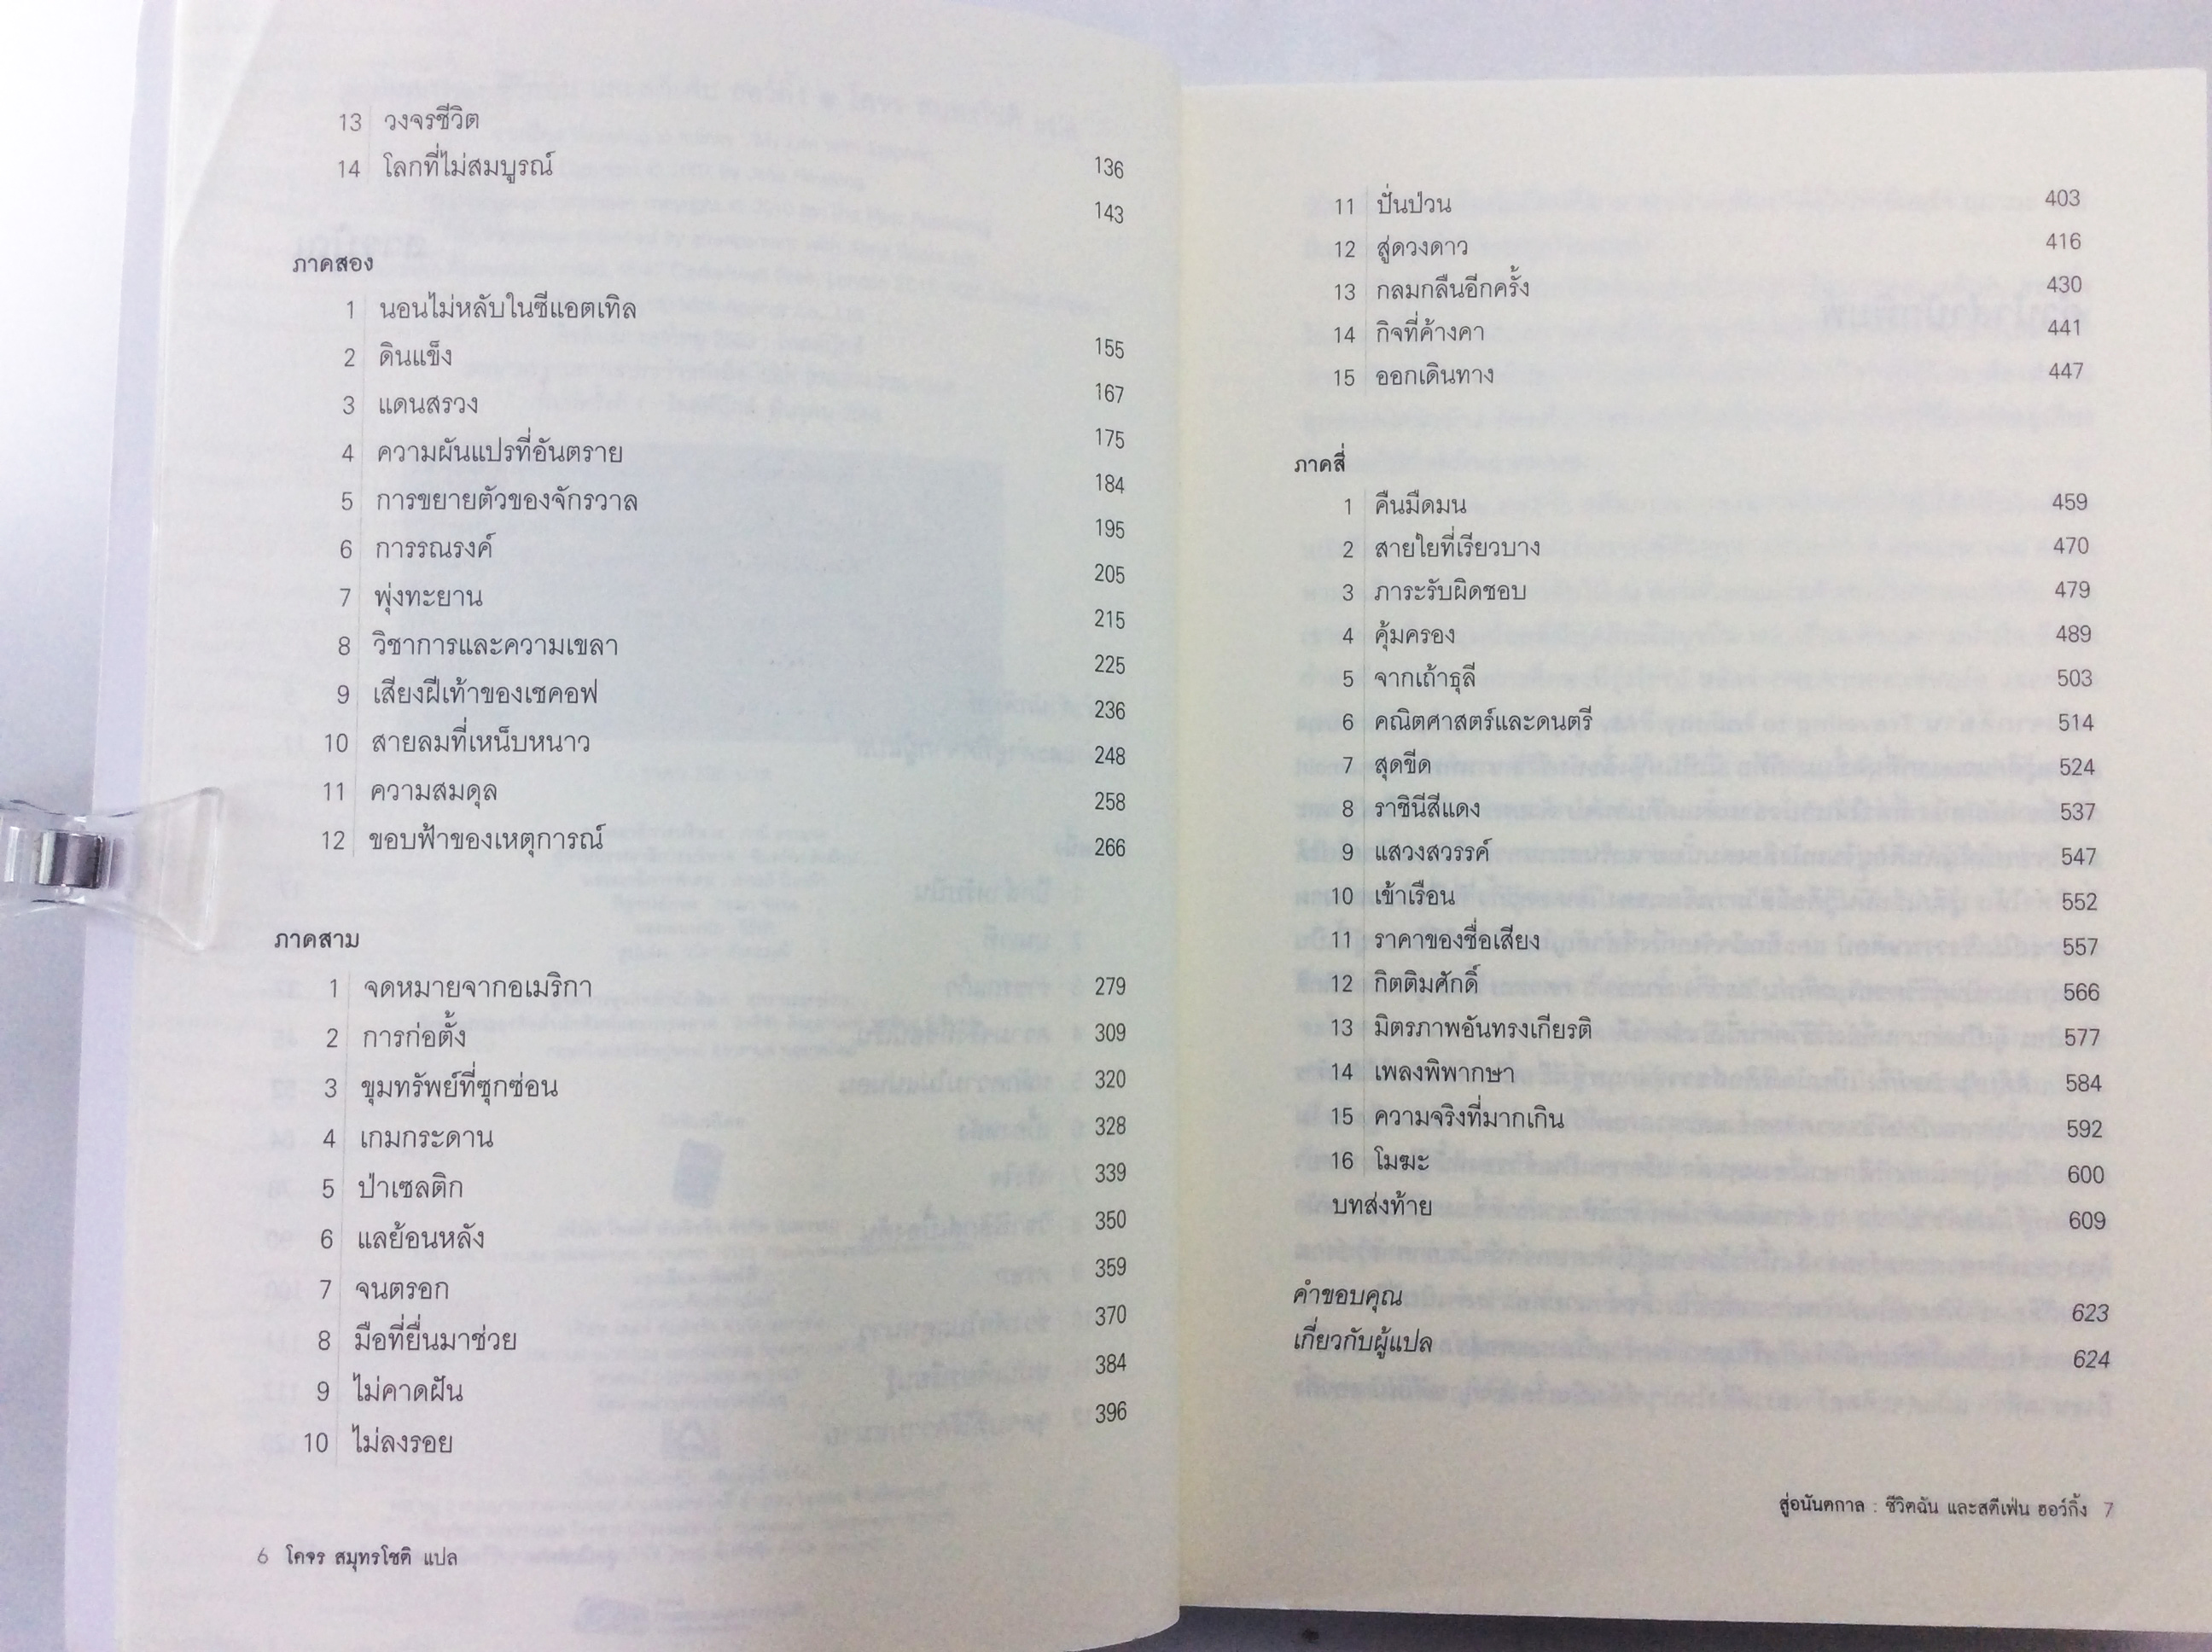 13 วงจรชีวิต 136
14 โลกที่ไม่สมบูรณ์ 143
ภาคสอง
1 นอนไม่หลับในซีแอตเทิล 155
2 ดินแข็ง 167
3 แดนสรวง 175
4 ความผันแปรที่อันตราย 184
5 การขยายตัวของจักรวาล 195
6 การรณรงค์ 205
7 พุ่งทะยาน 215
8 วิชาการและความเขลา 225
9 เสียงฝีเท้าของเชคอฟ 236
10 สายลมที่เหน็บหนาว 248
11 ความสมดุล 258
12 ขอบฟ้าของเหตุการณ์ 266
ภาคสาม
1 จดหมายจากอเมริกา 279
2 การก่อตั้ง 309
3 ขุมทรัพย์ที่ซุกซ่อน 320
4 เกมกระดาน 328
5 ป่าเซลติก 339
6 แลย้อนหลัง 350
7 จนตรอก 359
8 มือที่ยื่นมาช่วย 370
9 ไม่คาดฝัน 384
10 ไม่ลงรอย 396
6 โคจร สมุทรโชติ แปล
11 ปั่นป่วน 403
12 สู่ดวงดาว 416
13 กลมกลืนอีกครั้ง 430
14 กิจที่ค้างคา 441
15 ออกเดินทาง 447
ภาคสี่
1 คืนมืดมน 459
2 สายใยที่เรียวบาง 470
3 ภาระรับผิดชอบ 479
4 คุ้มครอง 489
5 จากเถ้าธุลี 503
6 คณิตศาสตร์และดนตรี 514
7 สุดขีด 524
8 ราชินีสีแดง 537
9 แสวงสวรรค์ 547
10 เข้าเรือน 552
11 ราคาของชื่อเสียง 557
12 กิตติมศักดิ์ 566
13 มิตรภาพอันทรงเกียรติ 577
14 เพลงพิพากษา 584
15 ความจริงที่มากเกิน 592
16 โมฆะ 600
บทส่งท้าย 609
คำขอบคุณ 623
เกี่ยวกับผู้แปล 624
สู่อนันตกาล : ชีวิตฉัน และสตีเฟ่น ฮอว์กิ้ง 7